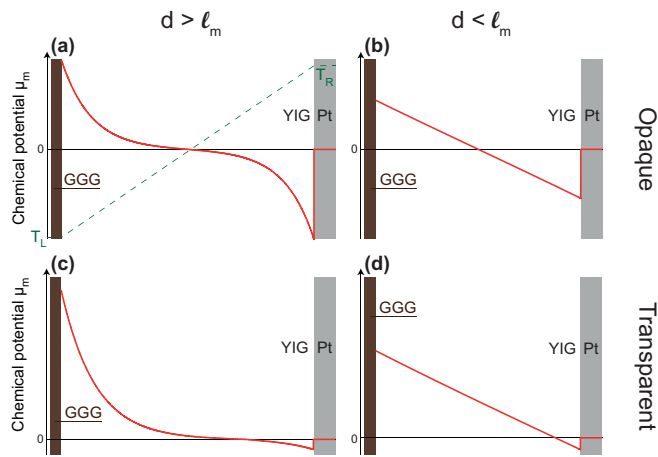 d > ℓm
d < ℓm
(a)
(b)
Chemical potential μm
TR
YIG Pt
YIG Pt
Opaque
0
0
GGG
GGG
TL
(c)
(d)
Chemical potential μm
GGG
YIG Pt
YIG Pt
Transparent
GGG
0
0